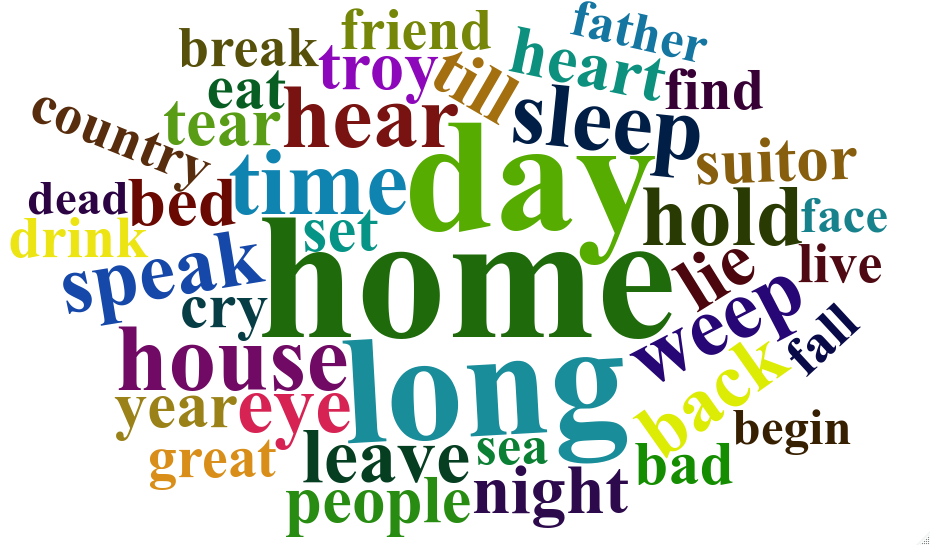 father
friend
break
heart
troy
till
find
eat
sleep
country
tear
hear
day
suitor
time
dead
bed
hold
face
set
drink
speak
home
lie
live
cry
weep
fall
house
long
back
year
eye
begin
great
leave
sea
bad
people
night